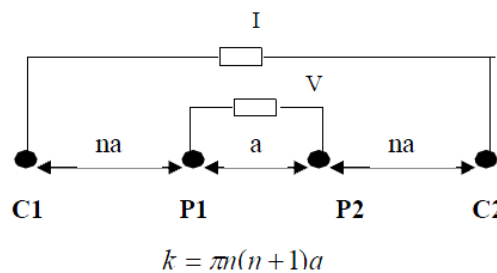 I
V
na a na
C1 P1 P2 C2
k = πn(n+1)a